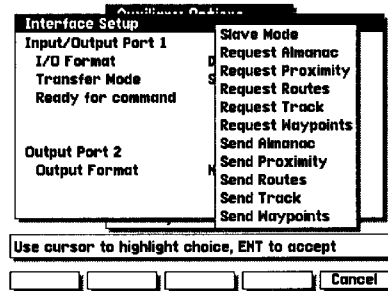 Auxiliary Options
Interface Setup
Input/Output Port 1
I/O Format
Transfer Mode
Ready for command
Output Port 2
Output Format
Slave Mode
Request Almanac
Request Proximity
Request Routes
Request Track
Request Waypoints
Send Almanac
Send Proximity
Send Routes
Send Track
Send Waypoints
Use cursor to highlight choice, ENT to accept
Cancel